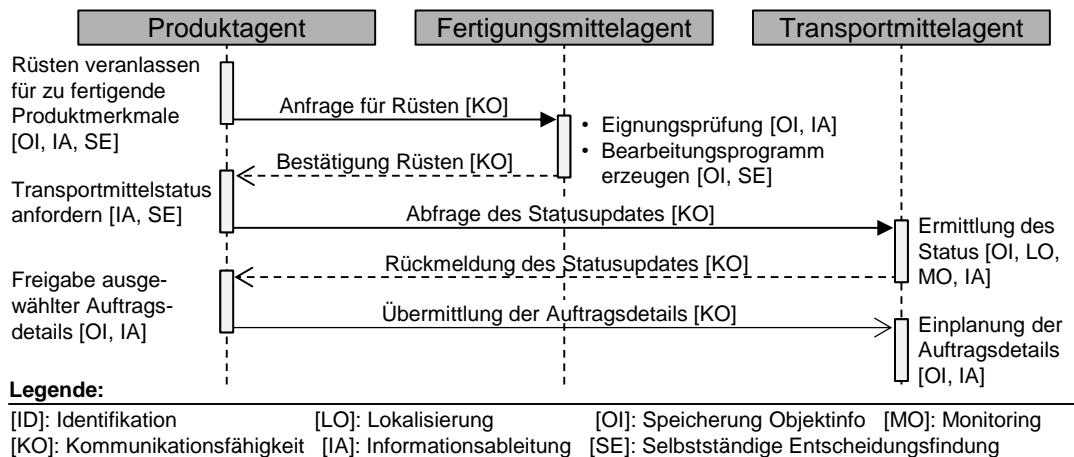 Produktagent
Fertigungsmittelagent
Transportmittelagent
Rüsten veranlassen
für zu fertigende
Produktmerkmale
[OI, IA, SE]
Anfrage für Rüsten [KO]
• Eignungsprüfung [OI, IA]
• Bearbeitungsprogramm
erzeugen [OI, SE]
Bestätigung Rüsten [KO]
Transportmittelstatus
anfordern [IA, SE]
Abfrage des Statusupdates [KO]
Ermittlung des
Status [OI, LO,
MO, IA]
Rückmeldung des Statusupdates [KO]
Freigabe ausge-
wählter Auftrags-
details [OI, IA]
Übermittlung der Auftragsdetails [KO]
Einplanung der
Auftragsdetails
[OI, IA]
Legende:
[ID]: Identifikation [LO]: Lokalisierung [OI]: Speicherung Objektinfo [MO]: Monitoring
[KO]: Kommunikationsfähigkeit [IA]: Informationsableitung [SE]: Selbstständige Entscheidungsfindung